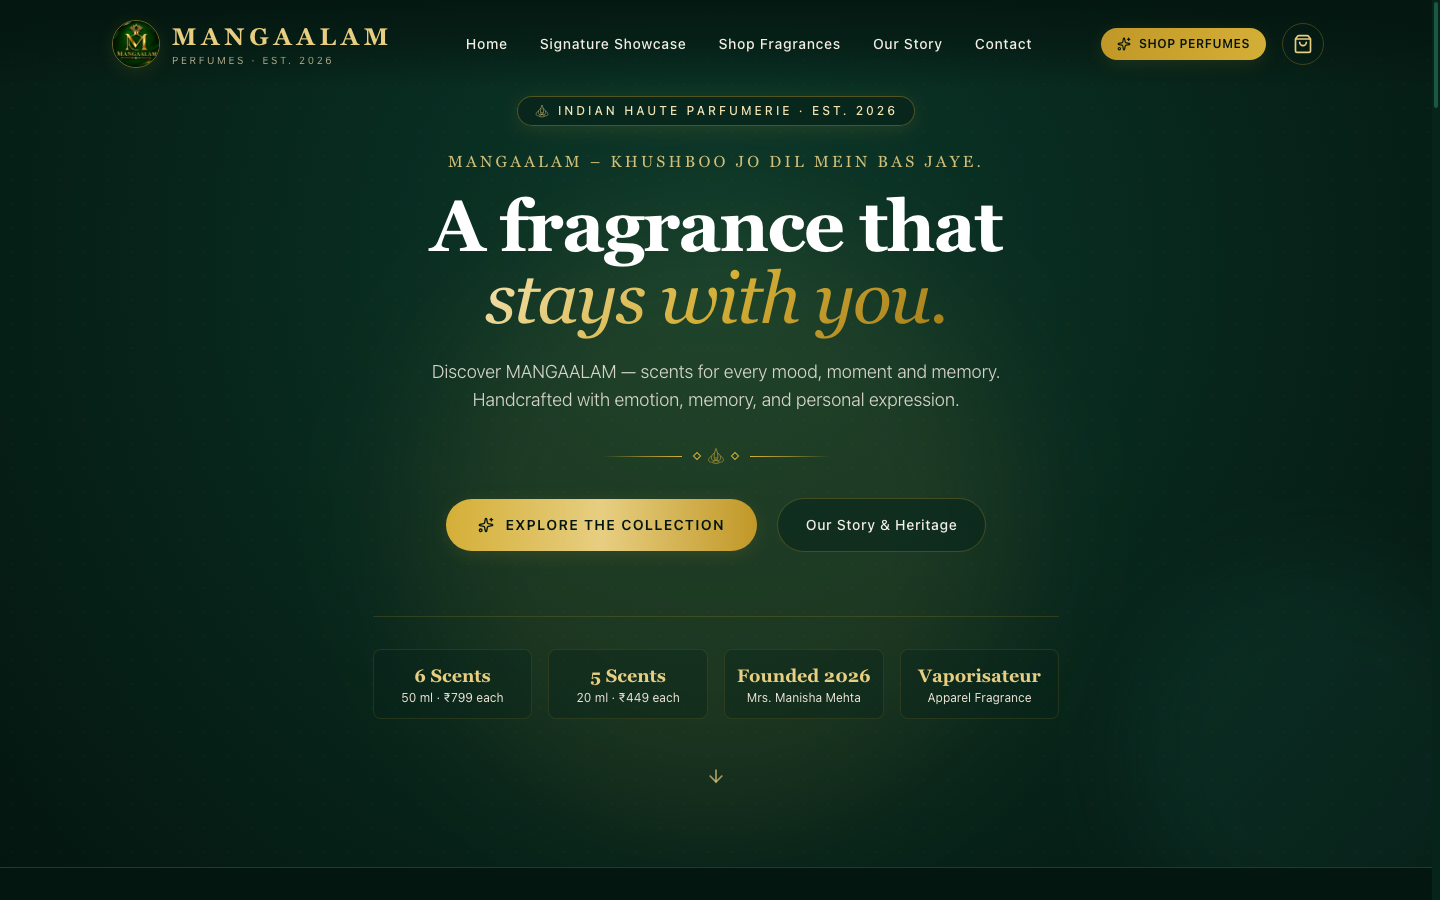 MANGAALAM
PERFUMES · EST. 2026
Home
Signature Showcase
Shop Fragrances
Our Story
Contact
SHOP PERFUMES
INDIAN HAUTE PARFUMERIE · EST. 2026
MANGAALAM – KHUSHBOO JO DIL MEIN BAS JAYE.
A fragrance that
stays with you.
Discover MANGAALAM — scents for every mood, moment and memory.
Handcrafted with emotion, memory, and personal expression.
EXPLORE THE COLLECTION
Our Story & Heritage
6 Scents
50 ml · ₹799 each
5 Scents
20 ml · ₹449 each
Founded 2026
Mrs. Manisha Mehta
Vaporisateur
Apparel Fragrance